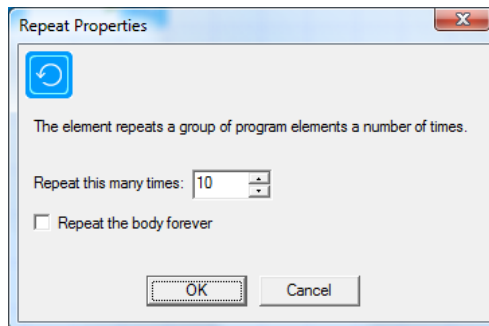 Repeat Properties
The element repeats a group of program elements a number of times.
Repeat this many times: 10
Repeat the body forever
OK Cancel